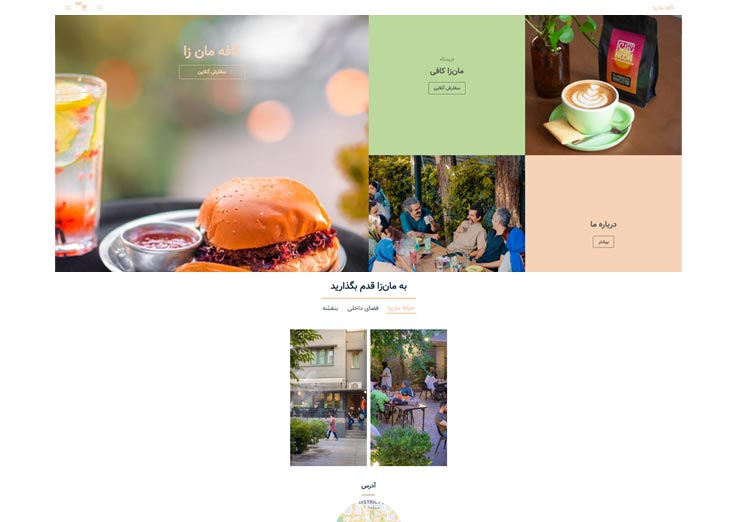 کافه مان‌زا
کافه مان زا
سفارش آنلاین
فروشگاه
مان‌زا کافی
سفارش آنلاین
درباره ما
بیشتر
به مان‌زا قدم بگذارید
حیاط مان‌زا
فضای داخلی
بنفشه
آدرس